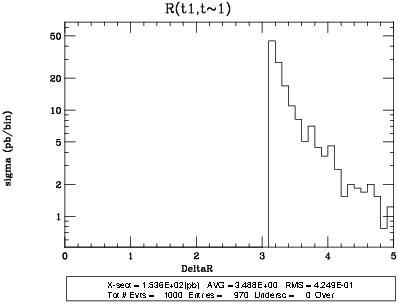 R(t1,t~1)
sigma (pb/bin)
50
20
10
5
2
1
0 1 2 3 4 5
DeltaR
X-sect = 1.536E+02(pb) AVG = 3.488E+00 RMS = 4.249E-01
Tot # Evts = 1000 Entries = 970 Undersc = 0 Over